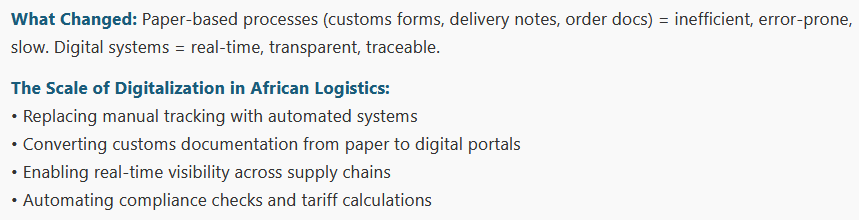 What Changed: Paper-based processes (customs forms, delivery notes, order docs) = inefficient, error-prone,
slow. Digital systems = real-time, transparent, traceable.
The Scale of Digitalization in African Logistics:
• Replacing manual tracking with automated systems
• Converting customs documentation from paper to digital portals
• Enabling real-time visibility across supply chains
• Automating compliance checks and tariff calculations